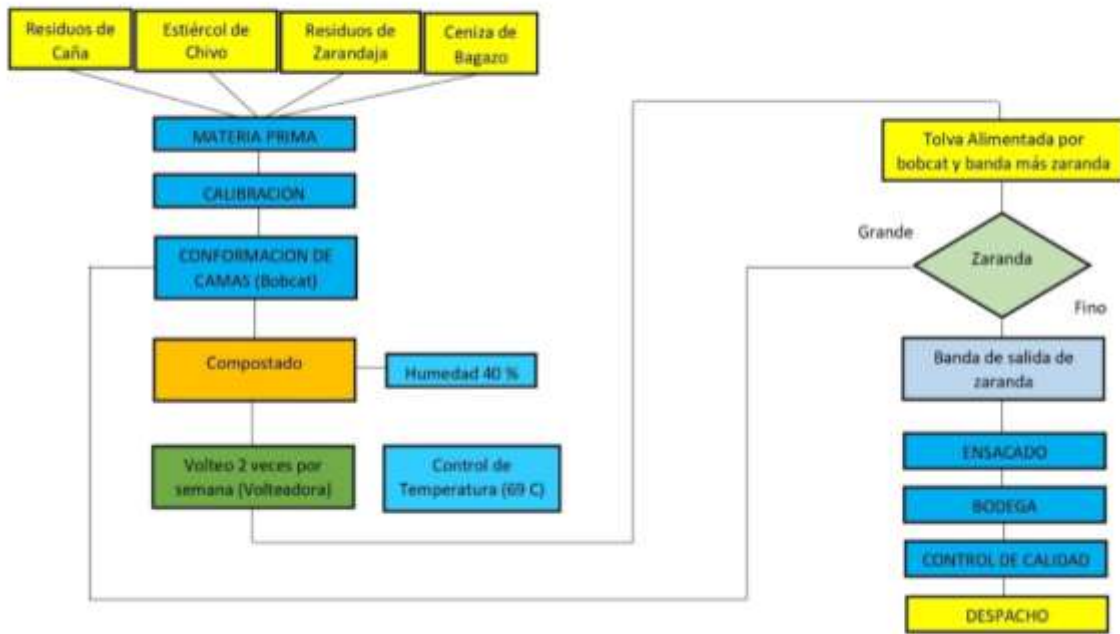 Residuos de
Caña
Estiércol de
Chivo
Residuos de
Zarandaja
Ceniza de
Bagazo
MATERIA PRIMA
CALIBRACION
CONFORMACION DE
CAMAS (Bobcat)
Compostado
Humedad 40 %
Volteo 2 veces por
semana (Volteadora)
Control de
Temperatura (69 C)
Tolva Alimentada por
bobcat y banda más zaranda
Grande
Zaranda
Fino
Banda de salida de
zaranda
ENSACADO
BODEGA
CONTROL DE CALIDAD
DESPACHO